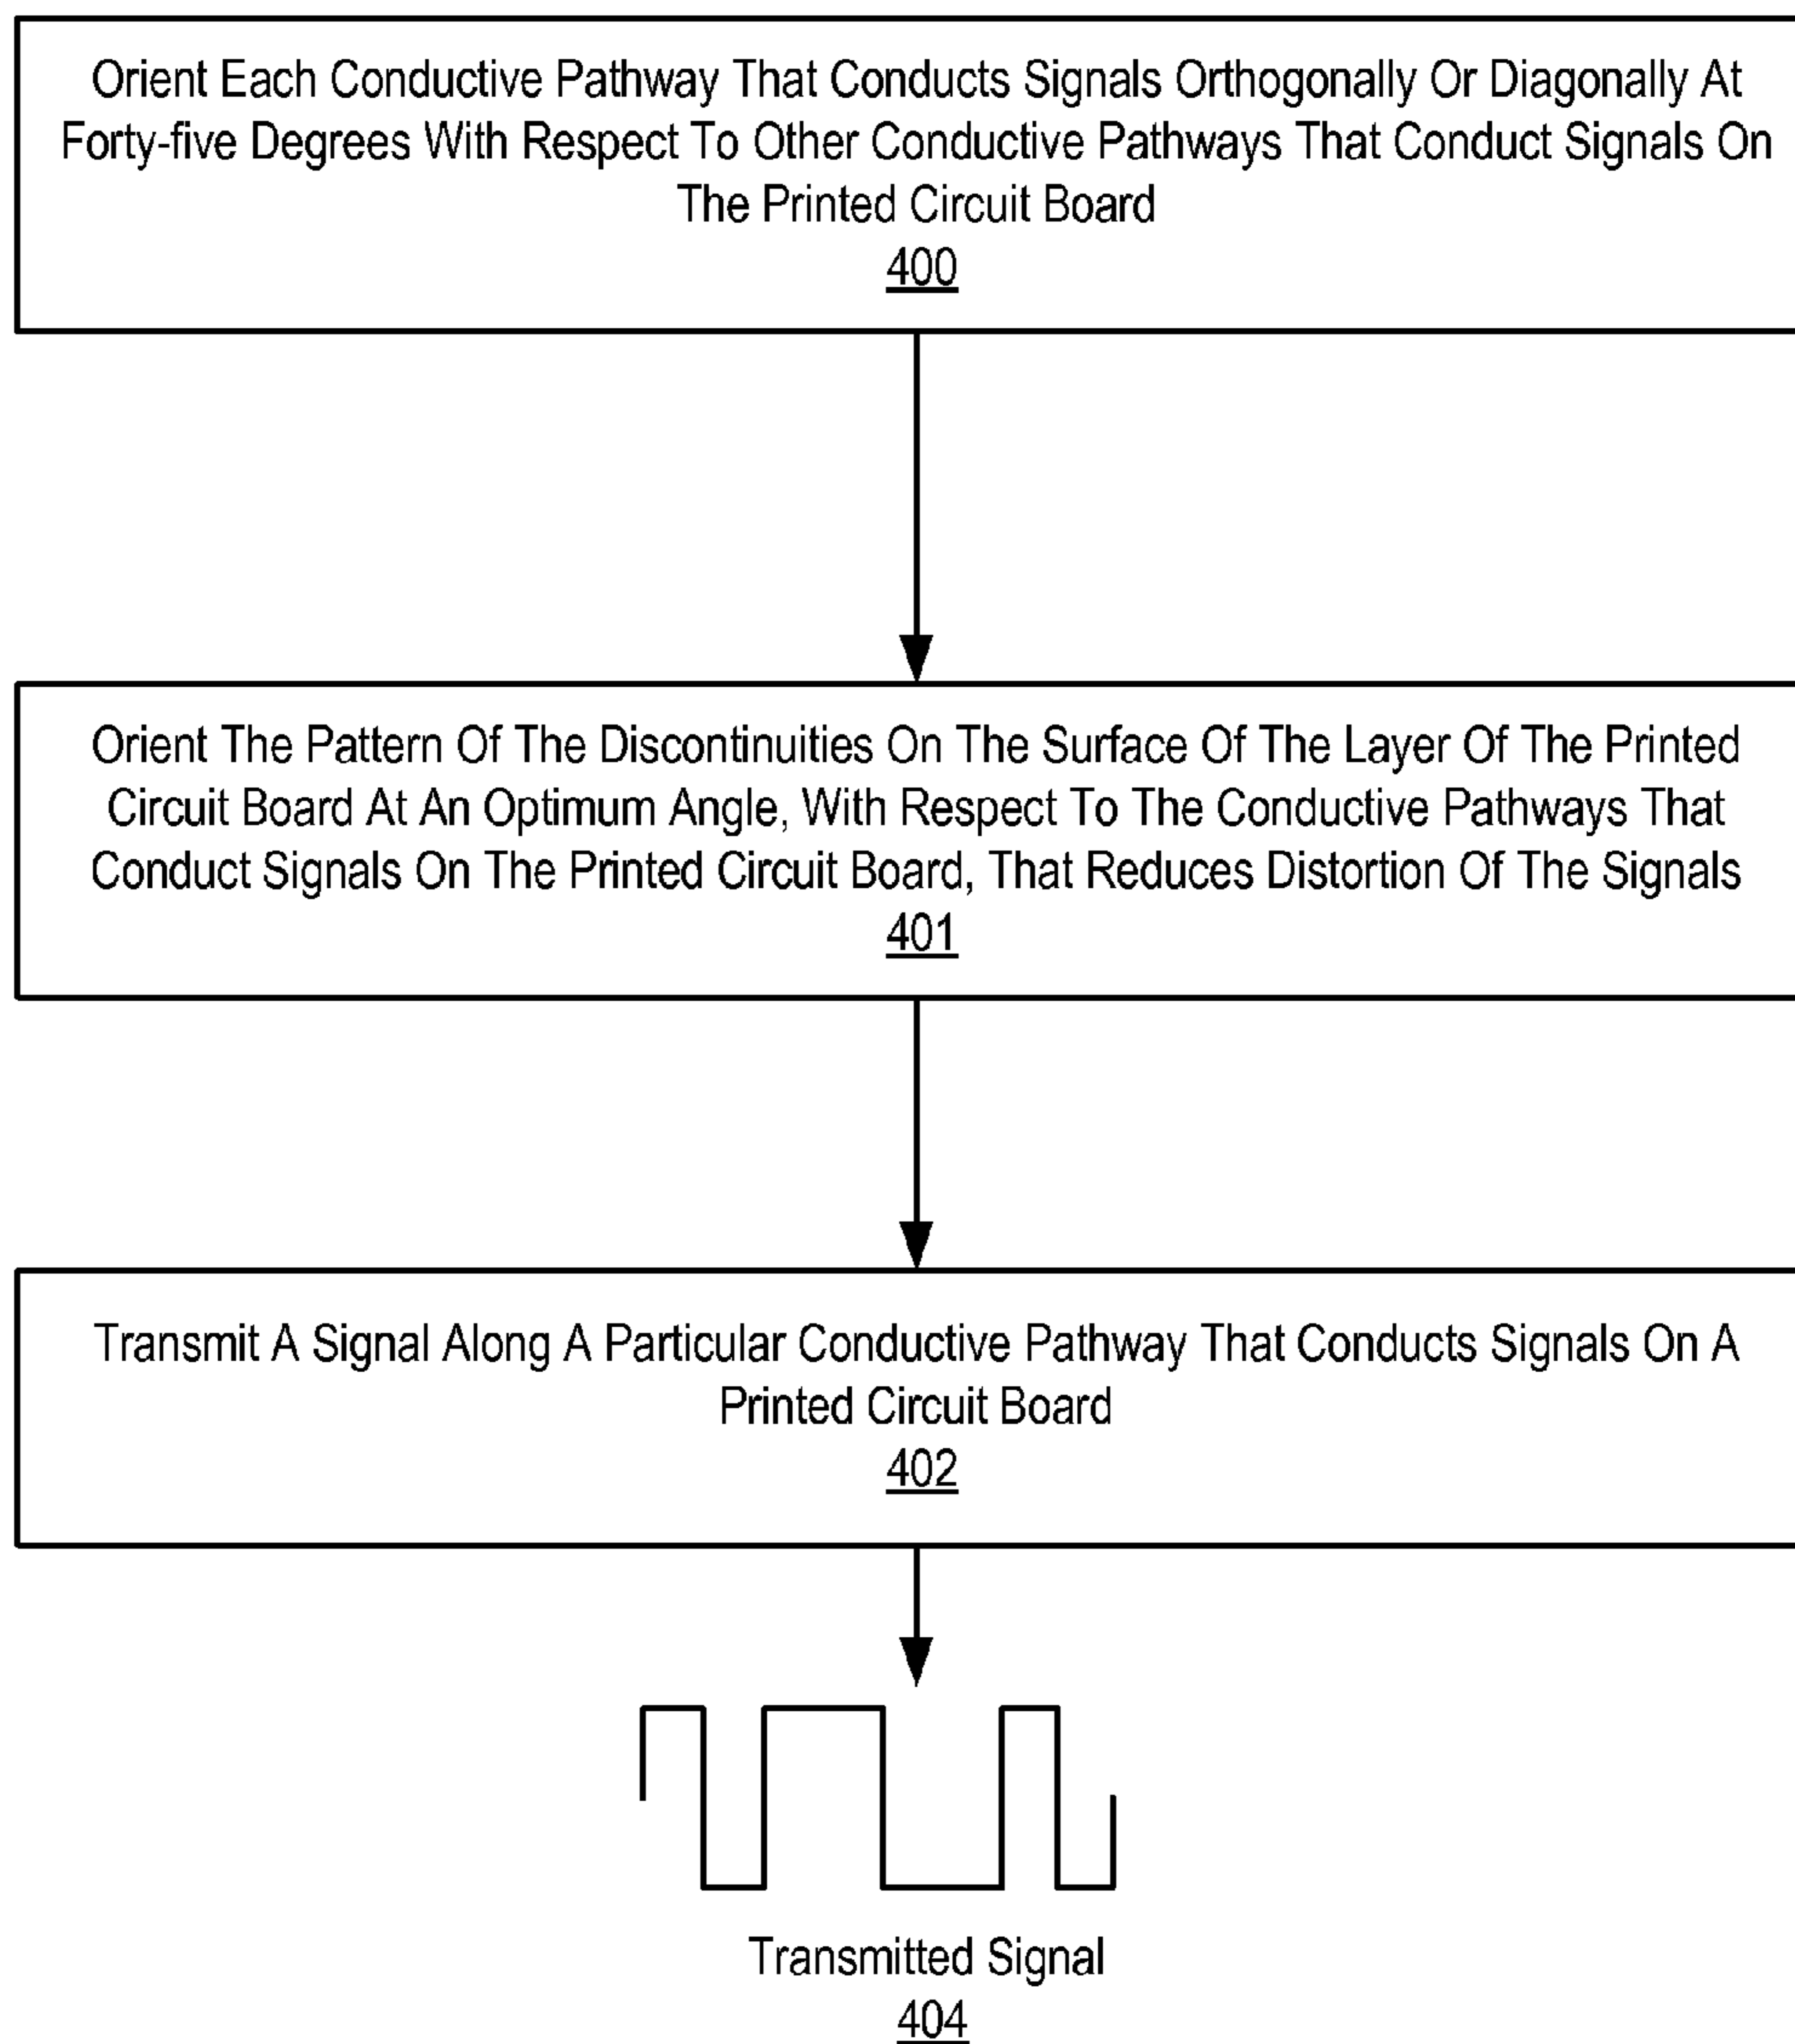 Orient Each Conductive Pathway That Conducts Signals Orthogonally Or Diagonally At
Forty-five Degrees With Respect To Other Conductive Pathways That Conduct Signals On
The Printed Circuit Board
400
Orient The Pattern Of The Discontinuities On The Surface Of The Layer Of The Printed
Circuit Board At An Optimum Angle, With Respect To The Conductive Pathways That
Conduct Signals On The Printed Circuit Board, That Reduces Distortion Of The Signals
401
Transmit A Signal Along A Particular Conductive Pathway That Conducts Signals On A
Printed Circuit Board
402
Transmitted Signal
404